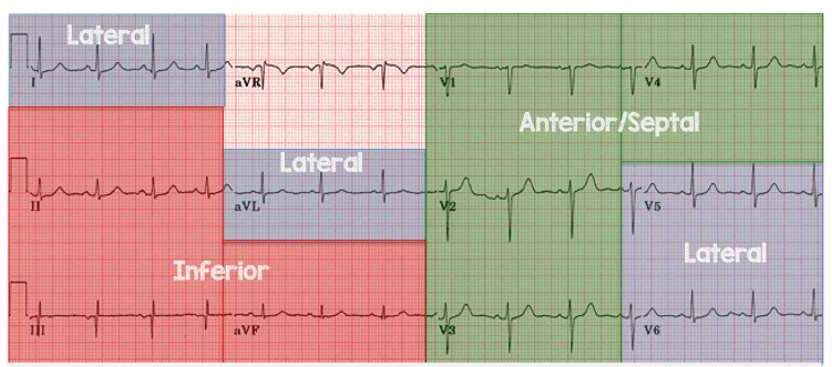 Lateral
I aVR V1 V4
Anterior/Septal
Lateral
II aVL V2 V5
Lateral
Inferior
III aVF V3 V6